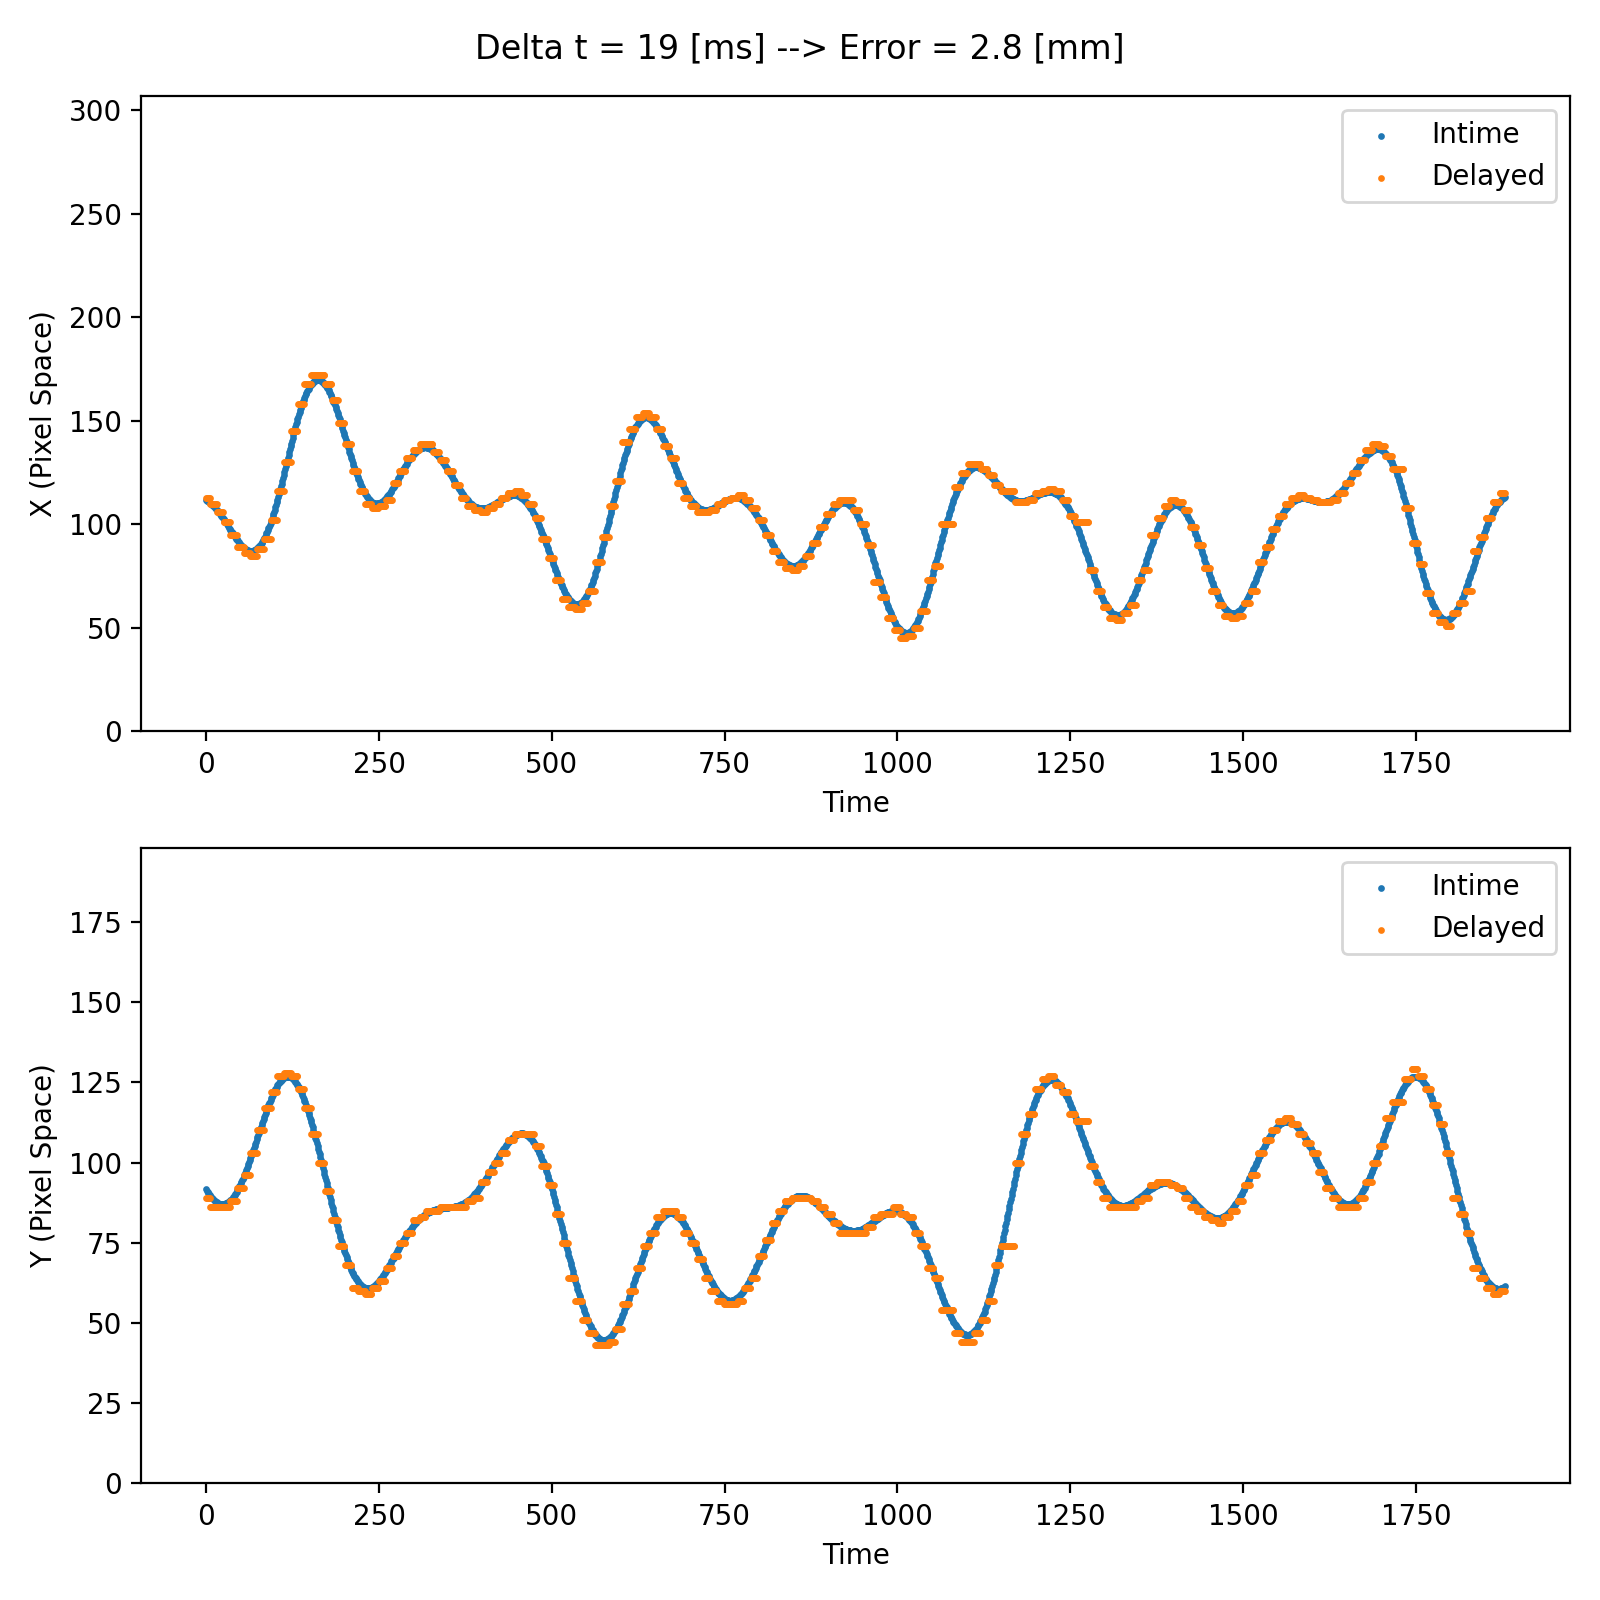 Delta t = 19 [ms] --> Error = 2.8 [mm]
300
250
200
150
100
50
0
X (Pixel Space)
Intime
Delayed
0 250 500 750 1000 1250 1500 1750
Time
175
150
125
100
75
50
25
0
Y (Pixel Space)
Intime
Delayed
0 250 500 750 1000 1250 1500 1750
Time